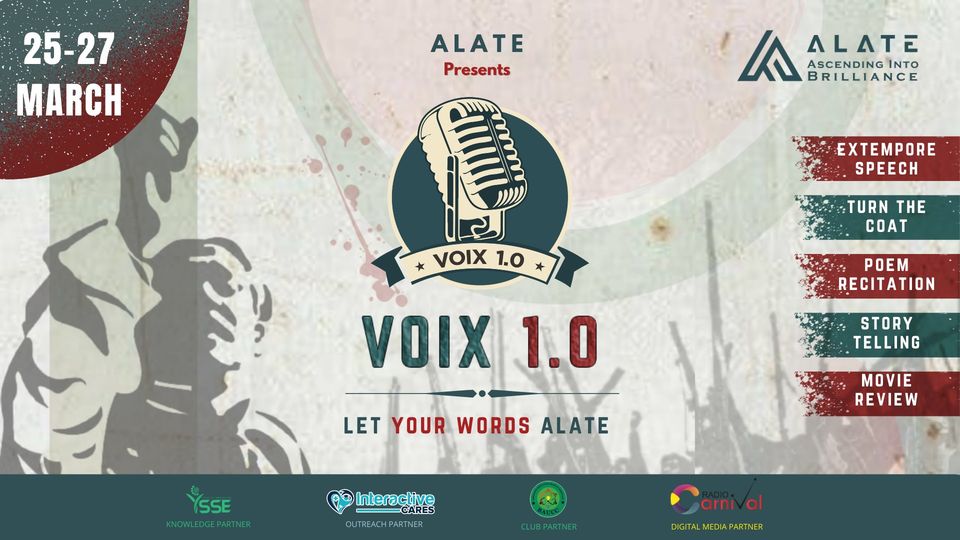 25-27
MARCH
ALATE
Presents
ALATE
ASCENDING INTO
BRILLIANCE
VOIX 1.0
VOIX 1.0
LET YOUR WORDS ALATE
EXTEMPORE
SPEECH
TURN THE
COAT
POEM
RECITATION
STORY
TELLING
MOVIE
REVIEW
YSSE
KNOWLEDGE PARTNER
Interactive
CARES
OUTREACH PARTNER
BAUCC
CLUB PARTNER
RADIO
Carnival
DIGITAL MEDIA PARTNER